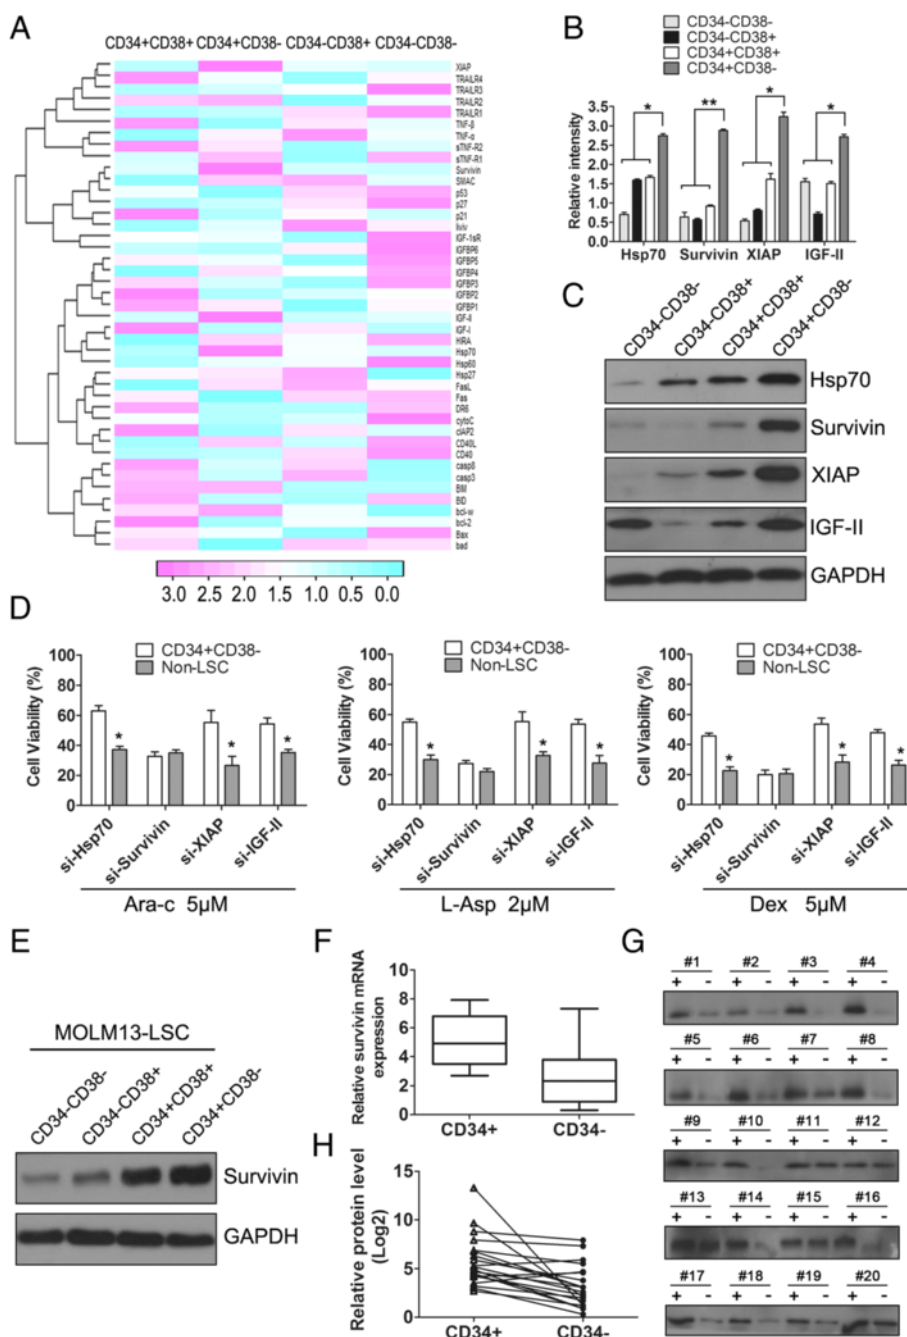 A
CD34+CD38+ CD34+CD38- CD34-CD38+ CD34-CD38-
XIAP
TRAILR4
TRAILR3
TRAILR2
TRAILR1
TNF-β
TNF-α
sTNF-R2
sTNF-R1
Survivin
SMAC
p53
p27
p21
livin
IGF-1sR
IGFBP6
IGFBP5
IGFBP4
IGFBP3
IGFBP2
IGFBP1
IGF-II
IGF-I
HIRA
Hsp70
Hsp60
Hsp27
FasL
Fas
DR6
cytoC
cIAP2
CD40L
CD40
casp8
casp3
BIM
BID
bcl-w
bcl-2
Bax
bad
3.0 2.5 2.0 1.5 1.0 0.5 0.0
B
CD34-CD38-
CD34-CD38+
CD34+CD38+
CD34+CD38-
Relative intensity
3.5
3.0
2.5
2.0
1.5
1.0
0.5
0.0
* ** * *
Hsp70 Survivin XIAP IGF-II
C
CD34-CD38- CD34-CD38+ CD34+CD38+ CD34+CD38-
Hsp70
Survivin
XIAP
IGF-II
GAPDH
D
CD34+CD38-
Non-LSC
Cell Viability (%)
100
80
60
40
20
0
* * *
si-Hsp70 si-Survivin si-XIAP si-IGF-II
Ara-c 5µM
CD34+CD38-
Non-LSC
Cell Viability (%)
100
80
60
40
20
0
* * *
si-Hsp70 si-Survivin si-XIAP si-IGF-II
L-Asp 2µM
CD34+CD38-
Non-LSC
Cell Viability (%)
100
80
60
40
20
0
* * *
si-Hsp70 si-Survivin si-XIAP si-IGF-II
Dex 5µM
E
MOLM13-LSC
CD34-CD38- CD34-CD38+ CD34+CD38+ CD34+CD38-
Survivin
GAPDH
F
Relative survivin mRNA
expression
10
8
6
4
2
0
CD34+ CD34-
H
Relative protein level
(Log2)
15
10
5
0
CD34+ CD34-
G
#1 #2 #3 #4
+ - + - + - + -
#5 #6 #7 #8
+ - + - + - + -
#9 #10 #11 #12
+ - + - + - + -
#13 #14 #15 #16
+ - + - + - + -
#17 #18 #19 #20
+ - + - + - + -